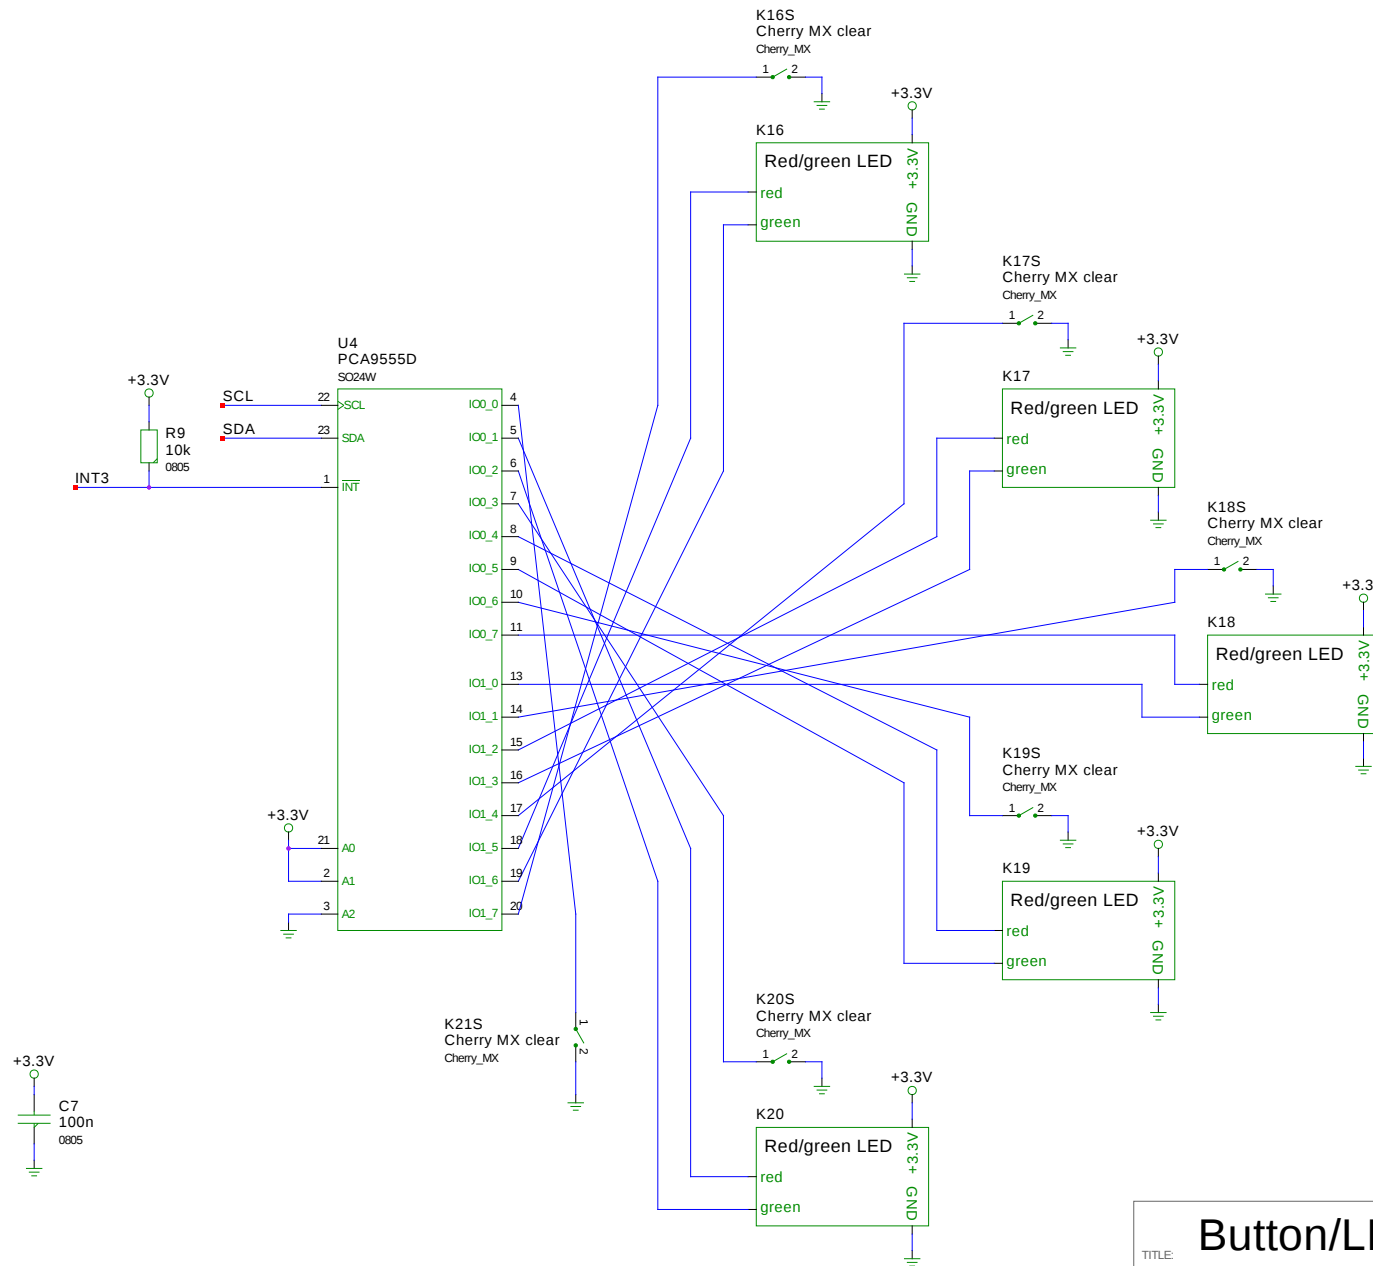 K16S
Cherry MX clear
Cherry_MX
1 2
+3.3V
K16
Red/green LED
+3.3V
red
green
GND
K17S
Cherry MX clear
Cherry_MX
1 2
+3.3V
K17
Red/green LED
+3.3V
red
green
GND
U4
PCA9555D
SO24W
+3.3V
R9
10k
0805
SCL
SDA
INT3
22 SCL
23 SDA
1 INT
IO0_0 4
IO0_1 5
IO0_2 6
IO0_3 7
IO0_4 8
IO0_5 9
IO0_6 10
IO0_7 11
IO1_0 13
IO1_1 14
IO1_2 15
IO1_3 16
IO1_4 17
IO1_5 18
IO1_6 19
IO1_7 20
+3.3V
21 A0
2 A1
3 A2
K18S
Cherry MX clear
Cherry_MX
1 2
+3.3
K18
Red/green LED
+3.3V
red
green
GND
K19S
Cherry MX clear
Cherry_MX
1 2
+3.3V
K19
Red/green LED
+3.3V
red
green
GND
K21S
Cherry MX clear
Cherry_MX
1 2
K20S
Cherry MX clear
Cherry_MX
1 2
+3.3V
K20
Red/green LED
+3.3V
red
green
GND
+3.3V
C7
100n
0805
TITLE: Button/L